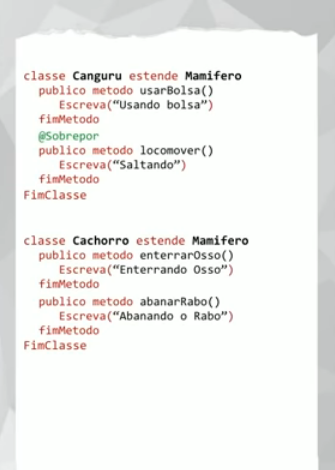 classe Canguru estende Mamifero
publico metodo usarBolsa()
Escreva(“Usando bolsa”)
fimMetodo
@Sobrepor
publico metodo locomover()
Escreva(“Saltando”)
fimMetodo
FimClasse
classe Cachorro estende Mamifero
publico metodo enterrarOsso()
Escreva(“Enterrando Osso”)
fimMetodo
publico metodo abanarRabo()
Escreva(“Abanando o Rabo”)
fimMetodo
FimClasse